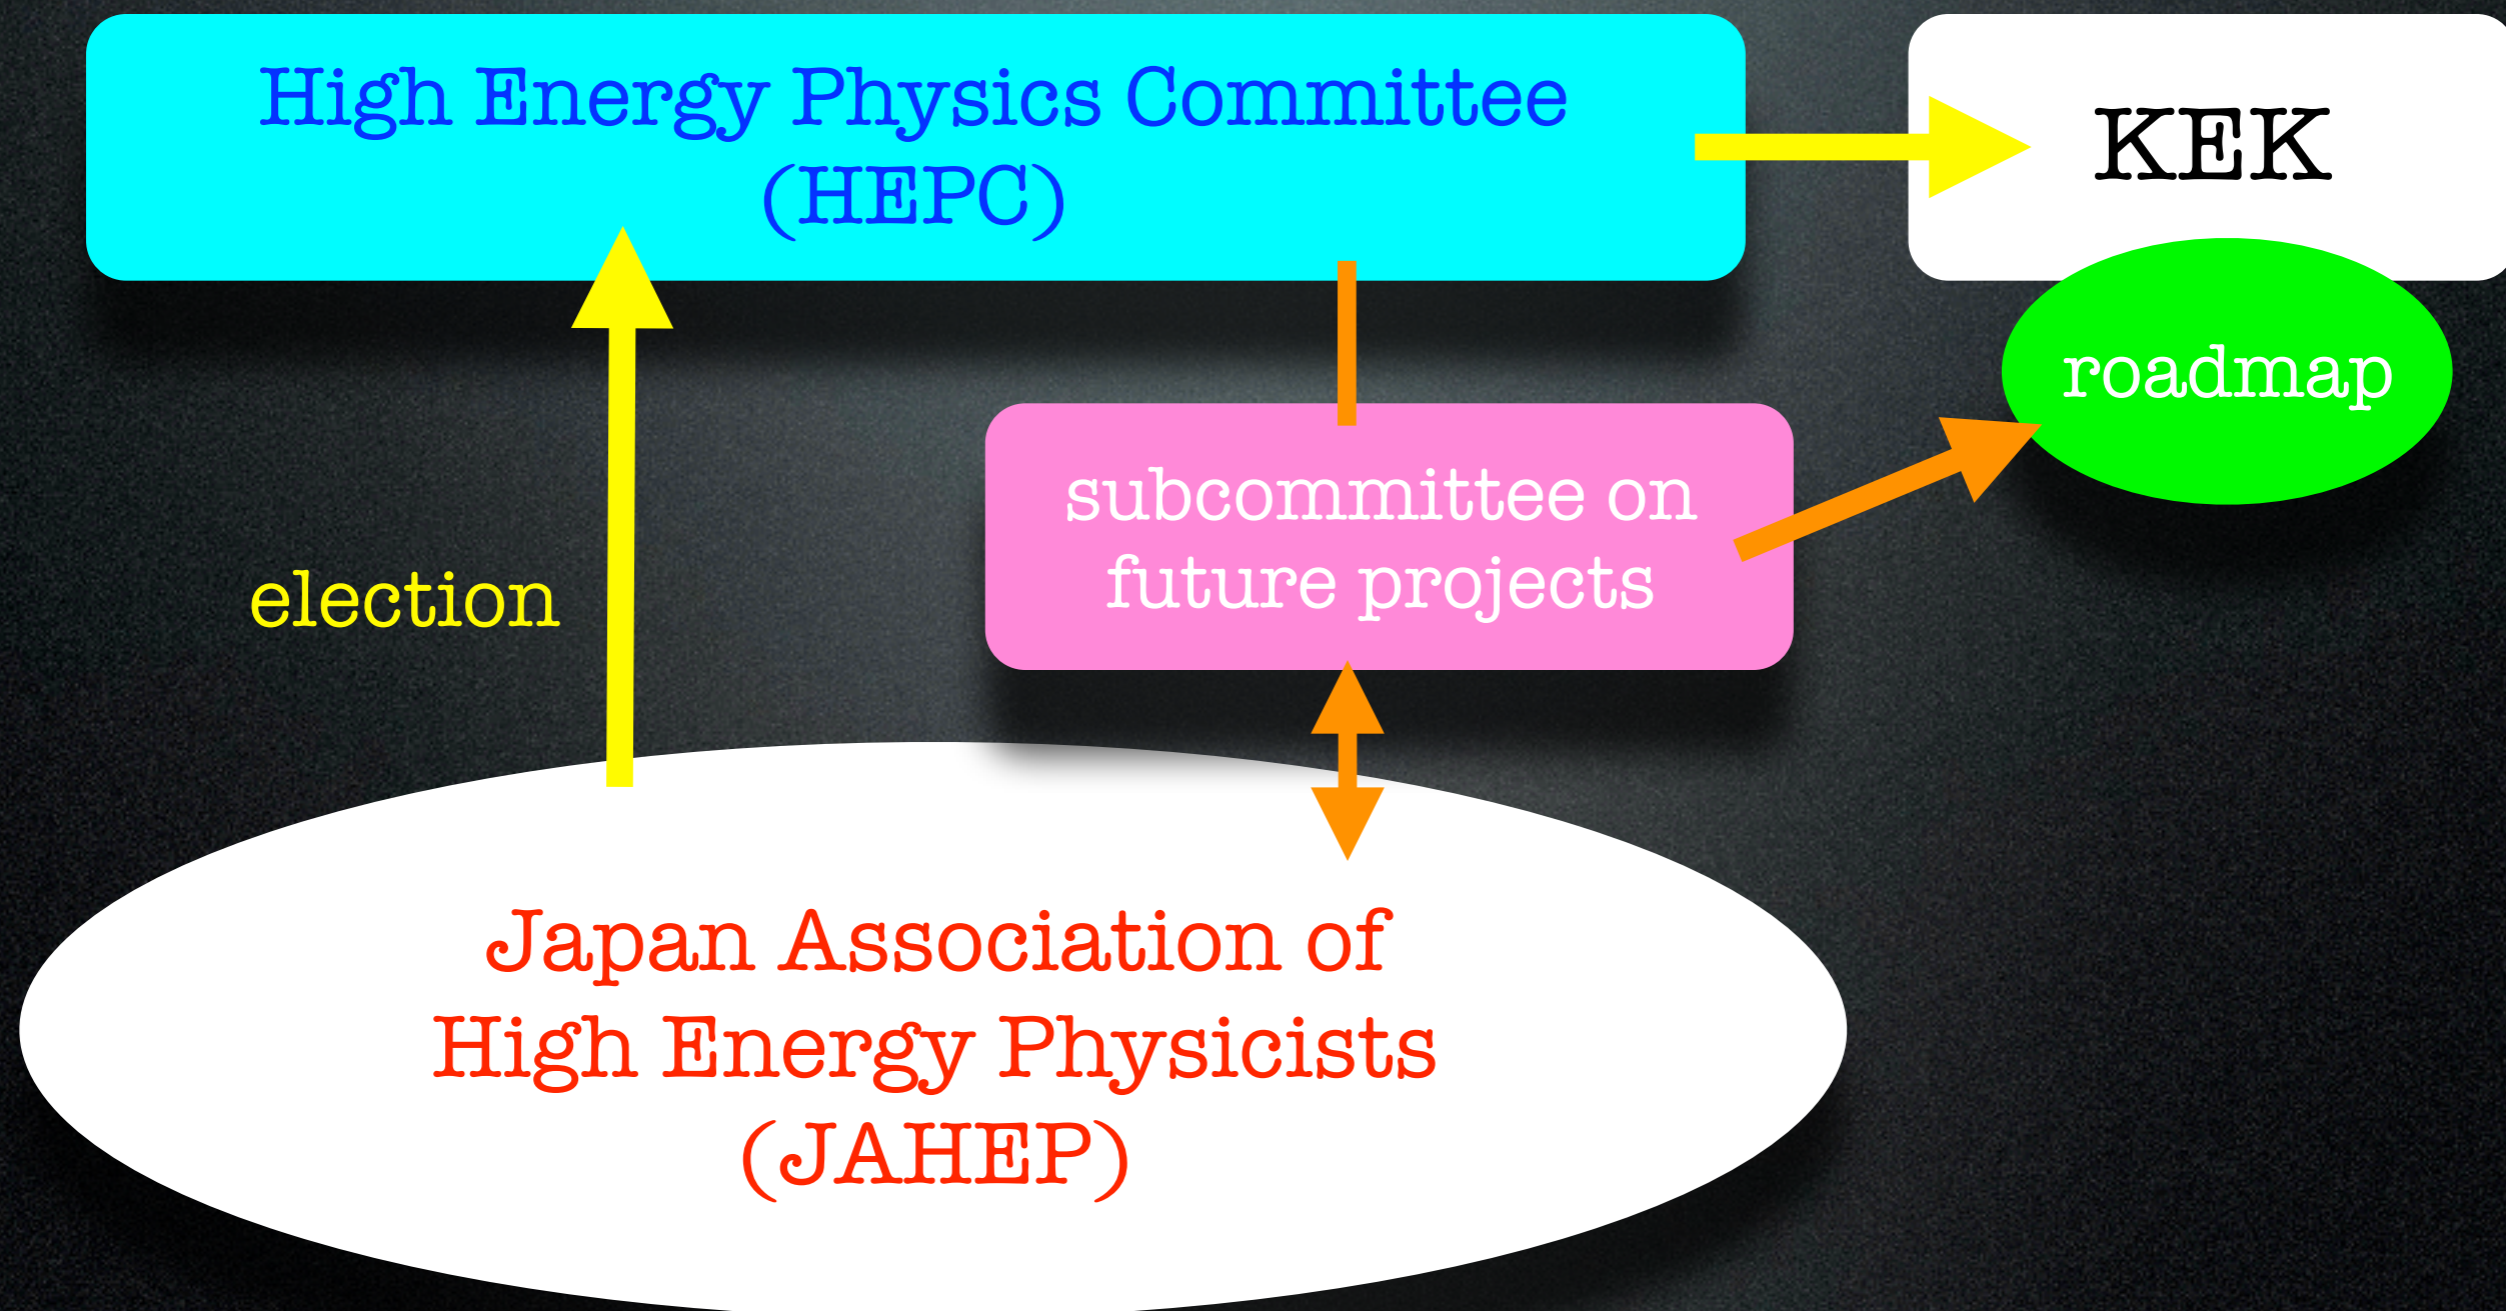 High Energy Physics Committee
(HEPC)
KEK
roadmap
subcommittee on
future projects
election
Japan Association of
High Energy Physicists
(JAHEP)